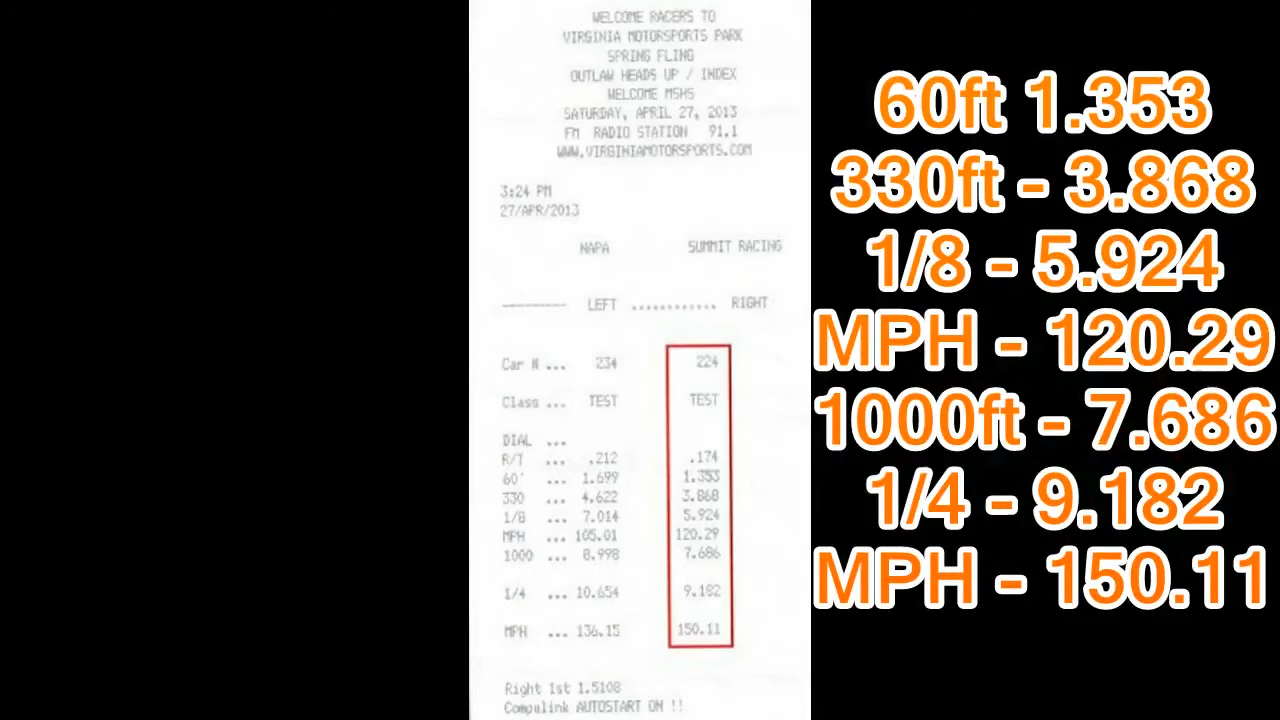 WELCOME RACERS TO
VIRGINIA MOTORSPORTS PARK
SPRING FLING
OUTLAW HEADS UP / INDEX
WELCOME MSHS
SATURDAY, APRIL 27, 2013
FM RADIO STATION 91.1
WWW.VIRGINIAMOTORSPORTS.COM
3:24 PM
27/APR/2013
NAPA SUMMIT RACING
---------- LEFT ............ RIGHT
Car # ... 234 224
Class ... TEST TEST
DIAL ...
R/T ... .212 .174
60' ... 1.699 1.353
330 ... 4.622 3.868
1/8 ... 7.014 5.924
MPH ... 105.01 120.29
1000 ... 8.998 7.686
1/4 ... 10.654 9.182
MPH ... 136.15 150.11
Right 1st 1.5108
Compulink AUTOSTART ON !!
60ft 1.353
330ft - 3.868
1/8 - 5.924
MPH - 120.29
1000ft - 7.686
1/4 - 9.182
MPH - 150.11